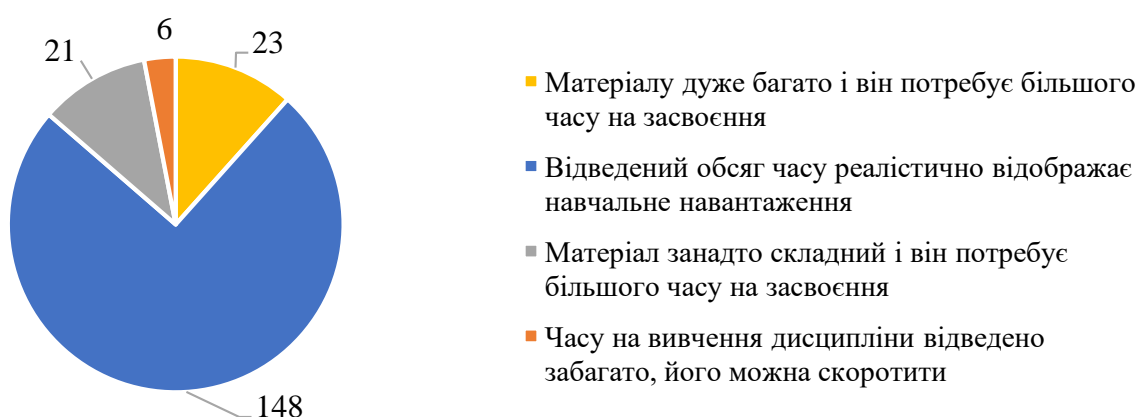 6
21
23
148
Матеріалу дуже багато і він потребує більшого
часу на засвоєння
Відведений обсяг часу реалістично відображає
навчальне навантаження
Матеріал занадто складний і він потребує
більшого часу на засвоєння
Часу на вивчення дисципліни відведено
забагато, його можна скоротити